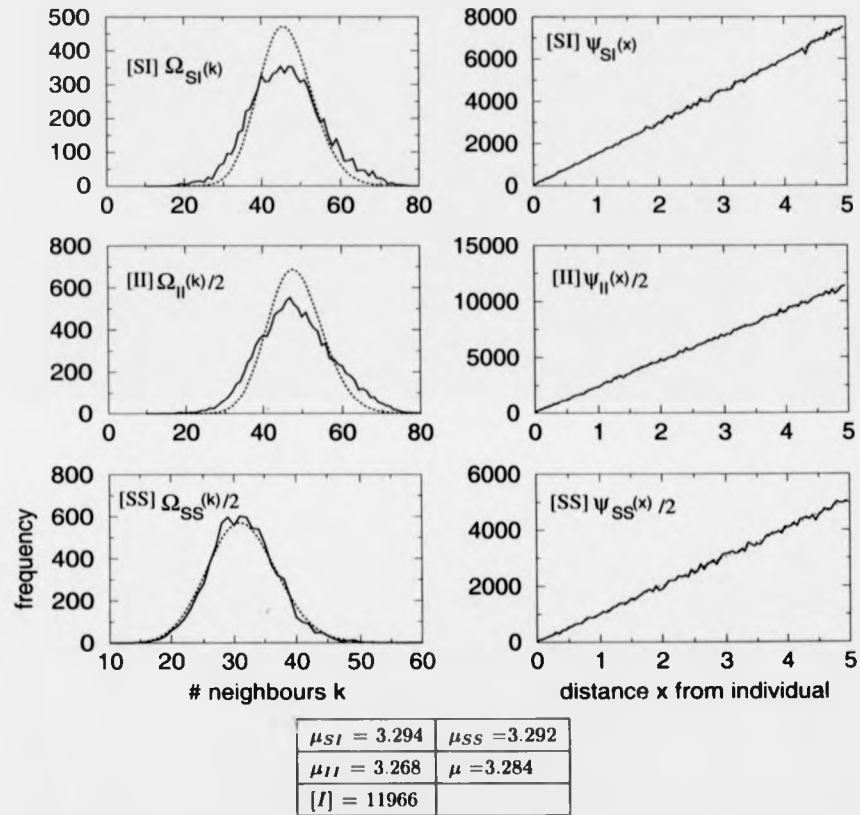 [SI] Ω_SI(k)
500
400
300
200
100
0
0 20 40 60 80
[SI] ψ_SI(x)
8000
6000
4000
2000
0
0 1 2 3 4 5
[II] Ω_II(k)/2
800
600
400
200
0
0 20 40 60 80
[II] ψ_II(x)/2
15000
10000
5000
0
0 1 2 3 4 5
[SS] Ω_SS(k)/2
800
600
400
200
0
10 20 30 40 50 60
frequency
# neighbours k
[SS] ψ_SS(x)/2
6000
4000
2000
0
0 1 2 3 4 5
distance x from individual
μ_SI = 3.294 μ_SS =3.292
μ_II = 3.268 μ =3.284
[I] = 11966